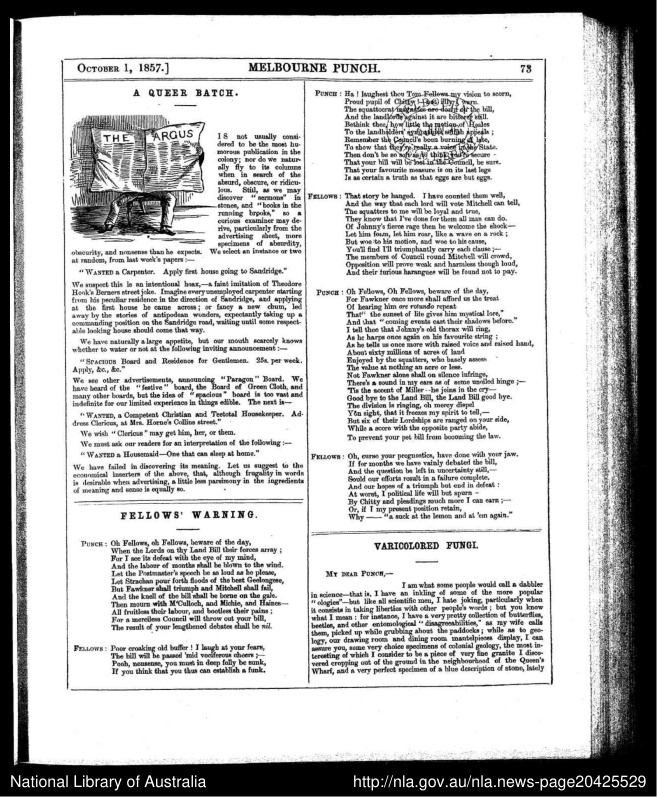 OCTOBER 1, 1857.] MELBOURNE PUNCH. 73
A QUEER BATCH.
THE ARGUS
IS not usually consi-
dered to be the most hu-
morous publication in the
colony; nor do we natur-
ally fly to its columns
when in search of the
absurd, obscure, or ridicu-
lous. Still, as we may
discover "sermons" in
stones, and "books in the
running brooks," so a
curious examiner may de-
rive, particularly from the
advertising sheet, more
specimens of absurdity,
obscurity, and nonsense than he expects. We select an instance or two
at random, from last week's papers :—
"WANTED a Carpenter. Apply first house going to Sandridge."
We suspect this is an intentional hoax,—a faint imitation of Theodore
Hook's Berners street joke. Imagine every unemployed carpenter starting
from his peculiar residence in the direction of Sandridge, and applying
at the first house he came across; or fancy a new chum, led
away by the stories of antipodean wonders, expectantly taking up a
commanding position on the Sandridge road, waiting until some respect-
able looking house should come that way.
We have naturally a large appetite, but our mouth scarcely knows
whether to water or not at the following inviting announcement :—
"SPACIOUS Board and Residence for Gentlemen. 25s. per week.
Apply, &c., &c."
We see other advertisements, announcing "Paragon" Board. We
have heard of the "festive" board, the Board of Green Cloth, and
many other boards, but the idea of "spacious" board is too vast and
indefinite for our limited experience in things edible. The next is—
"WANTED, a Competent Christian and Teetotal Housekeeper. Ad-
dress Clericus, at Mrs. Horne's Collins street."
We wish "Clericus" may get him, her, or them.
We must ask our readers for an interpretation of the following :—
"WANTED a Housemaid—One that can sleep at home."
We have failed in discovering its meaning. Let us suggest to the
economical inserters of the above, that, although frugality in words
is desirable when advertising, a little less parsimony in the ingredients
of meaning and sense is equally so.
FELLOWS' WARNING.
PUNCH : Oh Fellows, oh Fellows, beware of the day,
When the Lords on thy Land Bill their forces array ;
For I see its defeat with the eye of my mind,
And the labour of months shall be blown to the wind.
Let the Postmaster's speech be as loud as he please,
Let Strachan pour forth floods of the best Geelongese,
But Fawkner shall triumph and Mitchell shall fail,
And the knell of the bill shall be borne on the gale.
Then mourn with M'Culloch, and Michie, and Haines—
All fruitless their labour, and bootless their pains ;
For a merciless Council will throw out your bill,
The result of your lengthened debates shall be nil.
FELLOWS : Poor croaking old buffer ! I laugh at your fears,
The bill will be passed 'mid vociferous cheers ;—
Pooh, nonsense, you must in deep folly be sunk,
If you think that you thus can establish a funk.
PUNCH : Ha ! laughest thou Tom Fellows my vision to scorn,
Proud pupil of Chitty !
The squattocrat are on the bill,
And the landlords against it are bitterer still.
Bethink thee, how little the motion of Heales
To the landholders' appeals ;
Remember the Council's been burning of late,
To show that they're really a voice in the State.
Then don't be so secure -
That your bill will be lost in the Council, be sure.
That your favourite measure is on its last legs
Is as certain a truth as that eggs are but eggs.
FELLOWS : That story be hanged. I have counted them well,
And the way that each lord will vote Mitchell can tell,
The squatters to me will be loyal and true,
They know that I've done for them all man can do.
Of Johnny's fierce rage then be welcome the shock—
Let him foam, let him roar, like a wave on a rock ;
But woe to his motion, and woe to his cause,
You'll find I'll triumphantly carry each clause ;—
The members of Council round Mitchell will crowd,
Opposition will prove weak and harmless though loud,
And their furious harangues will be found not to pay.
PUNCH : Oh Fellows, Oh Fellows, beware of the day,
For Fawkner once more shall afford us the treat
Of hearing him ore rotundo repeat
That "the sunset of life gives him mystical lore,"
And that "coming events cast their shadows before."
I tell thee that Johnny's old thorax will ring,
As he harps once again on his favourite string ;
As he tells us once more with raised voice and raised hand,
About sixty millions of acres of land
Enjoyed by the squatters, who basely assess
The value at nothing an acre or less.
Not Fawkner alone shall on silence infringe,
There's a sound in my ears as of some unoiled hinge ;—
'Tis the accent of Miller—he joins in the cry—
Good bye to the Land Bill, the Land Bill good bye.
The division is ringing, oh mercy dispel
Yon sight, that it freezes my spirit to tell,—
But six of their Lordships are ranged on your side,
While a score with the opposite party abide,
To prevent your pet bill from becoming the law.
FELLOWS : Oh, curse your prognostics, have done with your jaw.
If for months we have vainly debated the bill,
And the question be left in uncertainty still,—
Sould our efforts result in a failure complete,
And our hopes of a triumph but end in defeat :
At worst, I political life will but spurn -
By Chitty and pleadings much more I can earn ;—
Or, if I my present position retain,
Why —— "a suck at the lemon and at 'em again."
VARICOLORED FUNGI.
MY DEAR PUNCH,—
I am what some people would call a dabbler
in science—that is, I have an inkling of some of the more popular
"ologies"—but like all scientific men, I hate joking, particularly when
it consists in taking liberties with other people's words ; but you know
what I mean : for instance, I have a very pretty collection of butterflies,
beetles, and other entomological "disagreeabilities," as my wife calls
them, picked up while grubbing about the paddocks ; while as to geo-
logy, our drawing room and dining room mantelpieces display, I can
assure you, some very choice specimens of colonial geology, the most in-
teresting of which I consider to be a piece of very fine granite I disco-
vered cropping out of the ground in the neighbourhood of the Queen's
Wharf, and a very perfect specimen of a blue description of stone, lately
National Library of Australia http://nla.gov.au/nla.news-page20425529